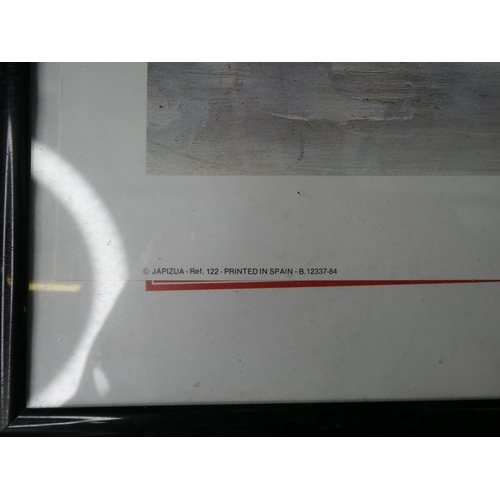 © JAPIZUA - Ref. 122 - PRINTED IN SPAIN - B.12337-84